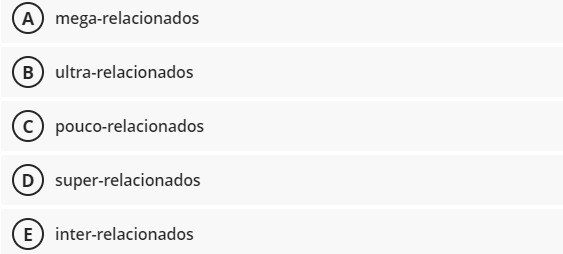 A mega-relacionados
B ultra-relacionados
C pouco-relacionados
D super-relacionados
E inter-relacionados